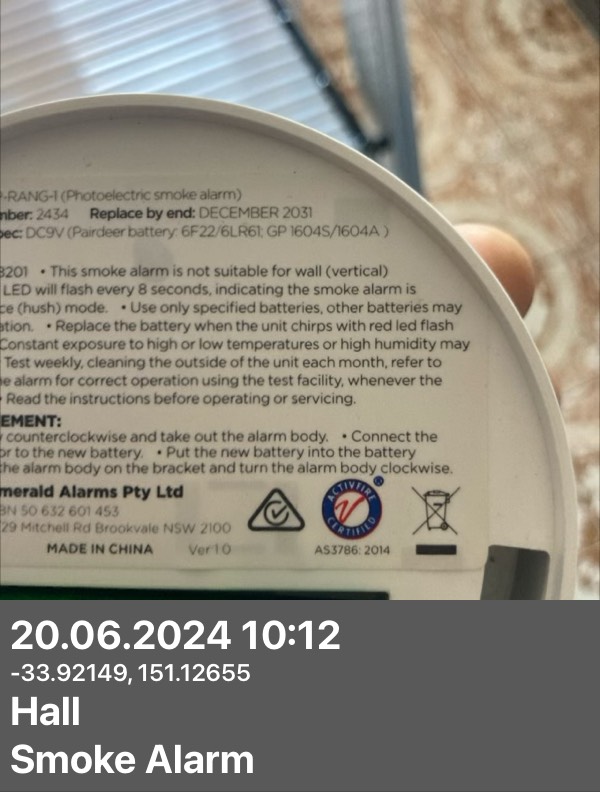 -RANG-1 (Photoelectric smoke alarm)
mber: 2434 Replace by end: DECEMBER 2031
pec: DC9V (Pairdeer battery: 6F22/6LR61; GP 1604S/1604A )
3201 • This smoke alarm is not suitable for wall (vertical)
LED will flash every 8 seconds, indicating the smoke alarm is
ce (hush) mode. • Use only specified batteries, other batteries may
ation. • Replace the battery when the unit chirps with red led flash
Constant exposure to high or low temperatures or high humidity may
Test weekly, cleaning the outside of the unit each month, refer to
e alarm for correct operation using the test facility, whenever the
• Read the instructions before operating or servicing.
EMENT:
y counterclockwise and take out the alarm body. • Connect the
or to the new battery. • Put the new battery into the battery
the alarm body on the bracket and turn the alarm body clockwise.
merald Alarms Pty Ltd
BN 50 632 601 453
29 Mitchell Rd Brookvale NSW 2100
MADE IN CHINA Ver1.0
ACTIVFIRE
CERTIFIED
AS3786: 2014
20.06.2024 10:12
-33.92149, 151.12655
Hall
Smoke Alarm